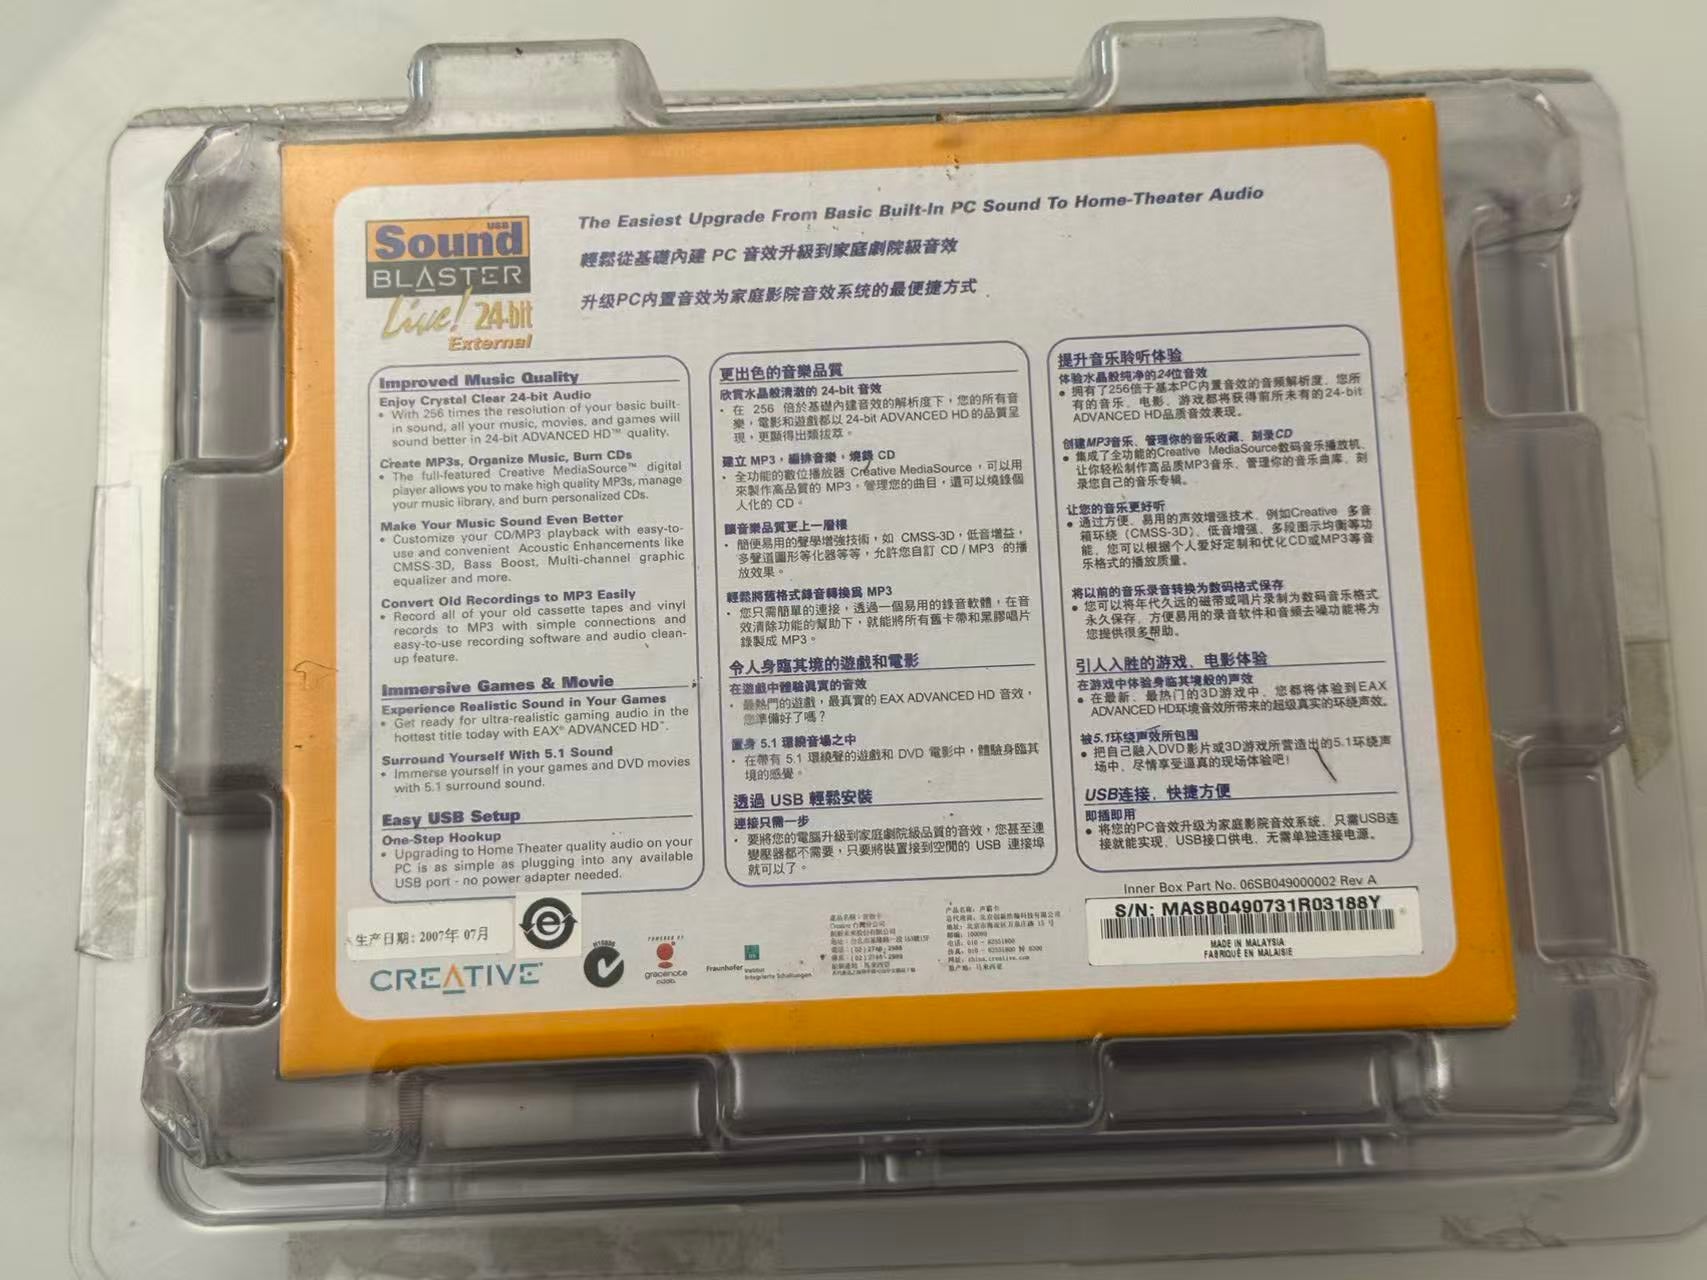 USB
Sound
BLASTER
Live! 24-bit
External
The Easiest Upgrade From Basic Built-In PC Sound To Home-Theater Audio
輕鬆從基礎內建 PC 音效升級到家庭劇院級音效
升级PC内置音效为家庭影院音效系统的最便捷方式
Improved Music Quality
Enjoy Crystal Clear 24-bit Audio
• With 256 times the resolution of your basic built-
in sound, all your music, movies, and games will
sound better in 24-bit ADVANCED HD™ quality.
Create MP3s, Organize Music, Burn CDs
• The full-featured Creative MediaSource™ digital
player allows you to make high quality MP3s, manage
your music library, and burn personalized CDs.
Make Your Music Sound Even Better
• Customize your CD/MP3 playback with easy-to-
use and convenient Acoustic Enhancements like
CMSS-3D, Bass Boost, Multi-channel graphic
equalizer and more.
Convert Old Recordings to MP3 Easily
• Record all of your old cassette tapes and vinyl
records to MP3 with simple connections and
easy-to-use recording software and audio clean-
up feature.
Immersive Games & Movie
Experience Realistic Sound in Your Games
• Get ready for ultra-realistic gaming audio in the
hottest title today with EAX® ADVANCED HD™.
Surround Yourself With 5.1 Sound
• Immerse yourself in your games and DVD movies
with 5.1 surround sound.
Easy USB Setup
One-Step Hookup
• Upgrading to Home Theater quality audio on your
PC is as simple as plugging into any available
USB port - no power adapter needed.
更出色的音樂品質
欣賞水晶般清澈的 24-bit 音效
• 在 256 倍於基礎內建音效的解析度下，您的所有音
樂，電影和遊戲都以 24-bit ADVANCED HD的品質呈
現，更顯得出類拔萃。
建立 MP3，編排音樂，燒錄 CD
• 全功能的數位播放器 Creative MediaSource，可以用
來製作高品質的 MP3，管理您的曲目，還可以燒錄個
人化的 CD。
讓音樂品質更上一層樓
• 簡便易用的聲學增強技術，如 CMSS-3D，低音增益，
多聲道圖形等化器等等，允許您自訂 CD / MP3 的播
放效果。
輕鬆將舊格式錄音轉換爲 MP3
• 您只需簡單的連接，透過一個易用的錄音軟體，在音
效清除功能的幫助下，就能將所有舊卡帶和黑膠唱片
錄製成 MP3。
令人身臨其境的遊戲和電影
在遊戲中體驗真實的音效
• 最熱門的遊戲，最真實的 EAX ADVANCED HD 音效，
您準備好了嗎？
置身 5.1 環繞音場之中
• 在帶有 5.1 環繞聲的遊戲和 DVD 電影中，體驗身臨其
境的感覺。
透過 USB 輕鬆安裝
連接只需一步
• 要將您的電腦升級到家庭劇院級品質的音效，您甚至連
變壓器都不需要，只要將裝置接到空閒的 USB 連接埠
就可以了。
提升音乐聆听体验
体验水晶般纯净的24位音效
• 拥有了256倍于基本PC内置音效的音频解析度，您所
有的音乐、电影、游戏都将获得前所未有的24-bit
ADVANCED HD品质音效表现。
创建MP3音乐、管理你的音乐收藏、刻录CD
• 集成了全功能的Creative MediaSource数码音乐播放机，
让你轻松制作高品质MP3音乐、管理你的音乐曲库、刻
录您自己的音乐专辑。
让您的音乐更好听
• 通过方便、易用的声效增强技术，例如Creative 多音
箱环绕（CMSS-3D）、低音增强、多段图示均衡等功
能，您可以根据个人爱好定制和优化CD或MP3等音
乐格式的播放质量。
将以前的音乐录音转换为数码格式保存
• 您可以将年代久远的磁带或唱片录制为数码音乐格式
永久保存，方便易用的录音软件和音频去噪功能将为
您提供很多帮助。
引人入胜的游戏、电影体验
在游戏中体验身临其境般的声效
• 在最新、最热门的3D游戏中，您都将体验到EAX
ADVANCED HD环境音效所带来的超级真实的环绕声效。
被5.1环绕声效所包围
• 把自己融入DVD影片或3D游戏所营造出的5.1环绕声
场中，尽情享受逼真的现场体验吧！
USB连接，快捷方便
即插即用
• 将您的PC音效升级为家庭影院音效系统，只需USB连
接就能实现，USB接口供电，无需单独连接电源。
Inner Box Part No. 06SB049000002 Rev A
S/N: MASB0490731R03188Y
MADE IN MALAYSIA
FABRIQUÉ EN MALAISIE
生产日期: 2007年 07月
e
CREATIVE
N10805
POWERED BY
gracenote
cddb.
Fraunhofer
IIS
Institut
Integrierte Schaltungen
Creative 台灣分公司
产品名称: 声霸卡
邮编: 100080
电话: 010 - 82551800
网址: china.creative.com
原产地: 马来西亚